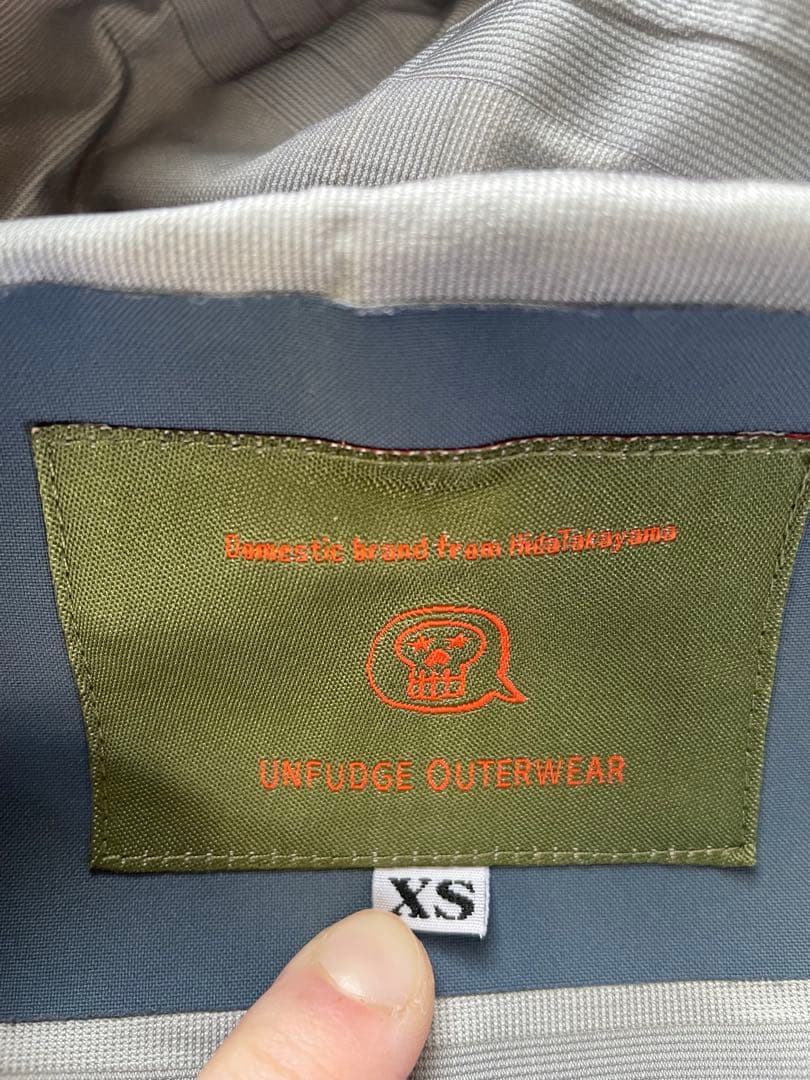 Domestic brand from HidaTakayama
UNFUDGE OUTERWEAR
XS